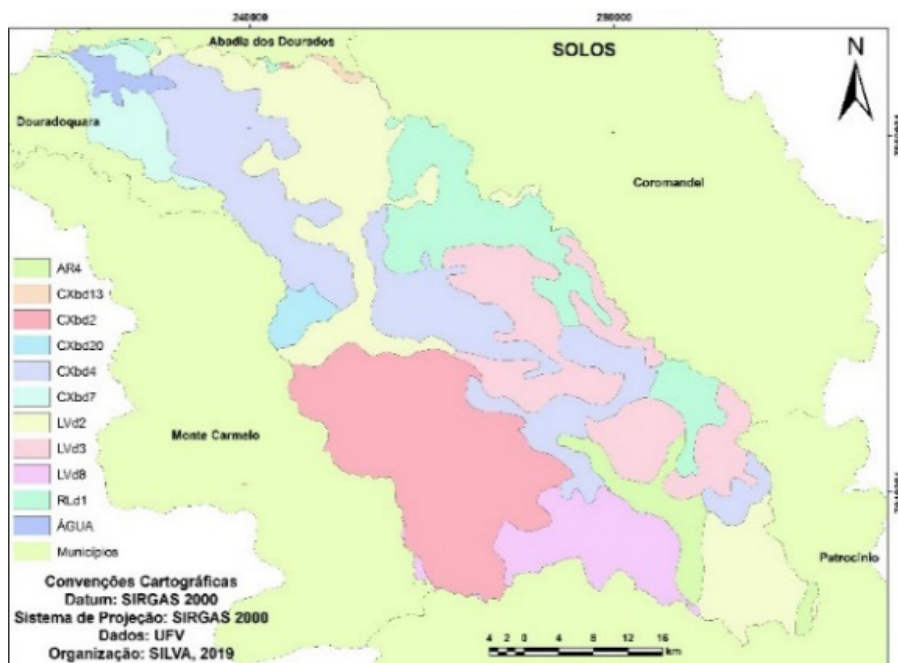 240000
280000
Abadia dos Dourados
SOLOS
N
Douradoquara
Coromandel
AR4
CXbd13
CXbd2
CXbd20
CXbd4
CXbd7
LVd2
LVd3
LVd8
RLd1
ÁGUA
Municípios
Monte Carmelo
Patrocínio
Convenções Cartográficas
Datum: SIRGAS 2000
Sistema de Projeção: SIRGAS 2000
Dados: UFV
Organização: SILVA, 2019
4 2 0 4 8 12 16
km